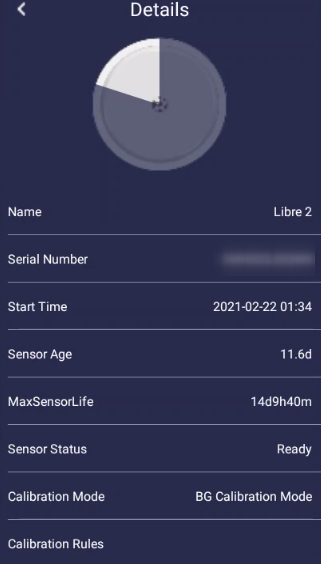 Details
Name Libre 2
Serial Number
Start Time 2021-02-22 01:34
Sensor Age 11.6d
MaxSensorLife 14d9h40m
Sensor Status Ready
Calibration Mode BG Calibration Mode
Calibration Rules